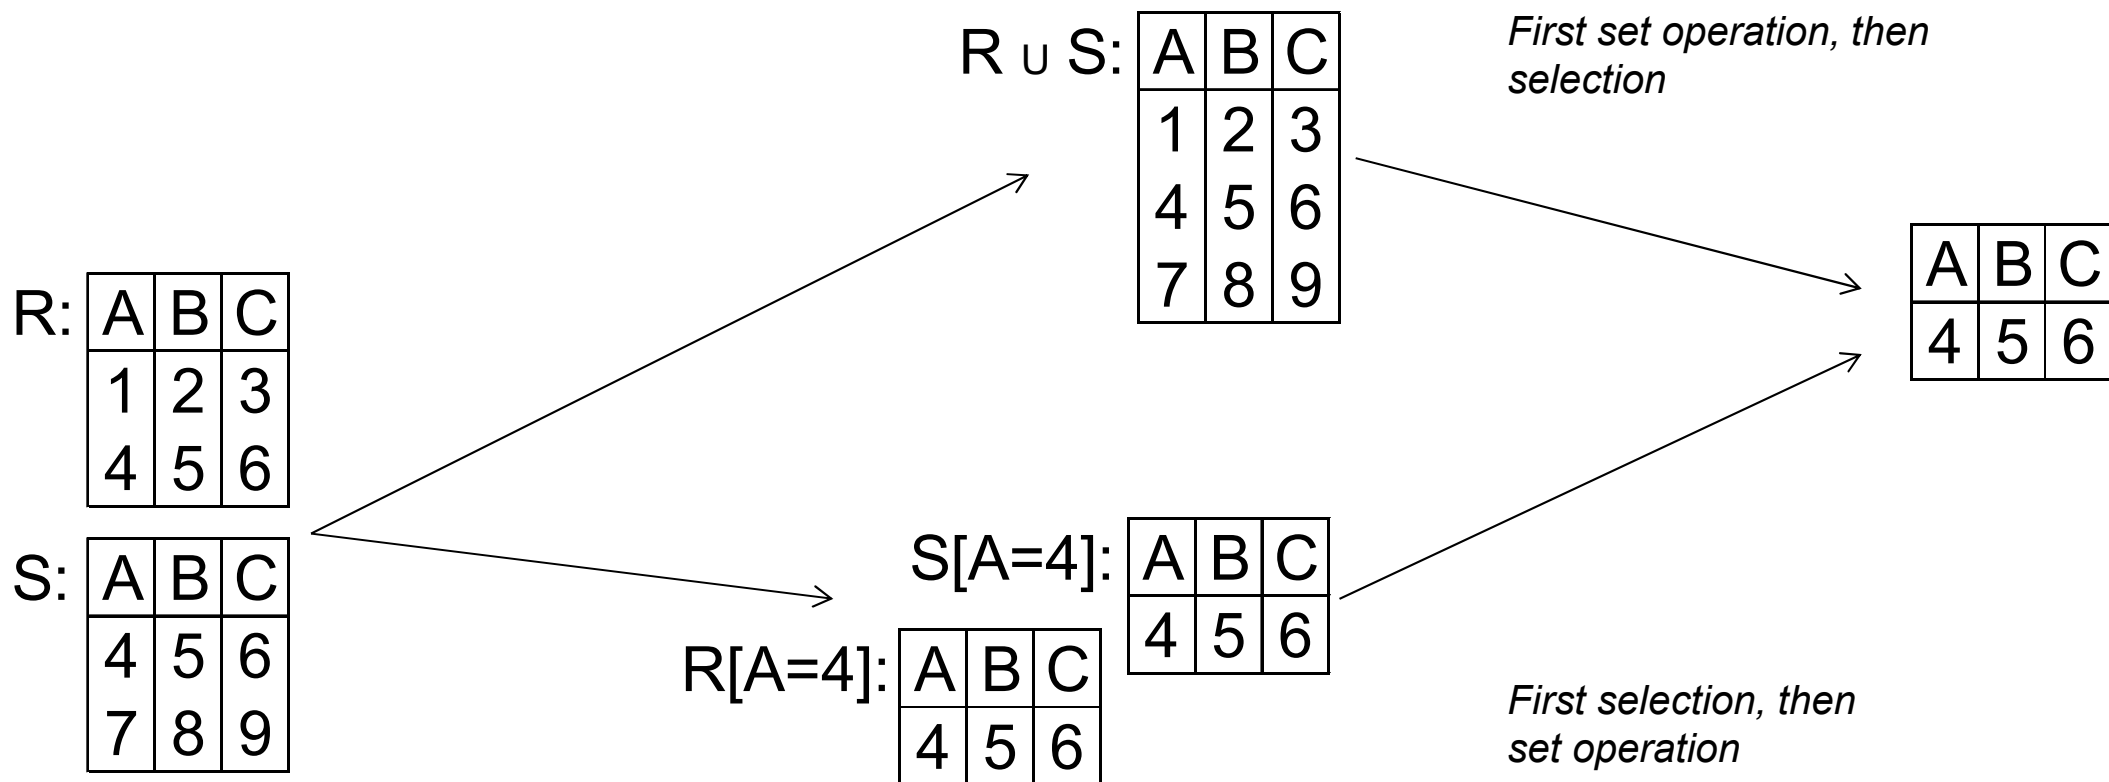 R:
A B C
1 2 3
4 5 6
S:
A B C
4 5 6
7 8 9
R ∪ S:
A B C
1 2 3
4 5 6
7 8 9
First set operation, then
selection
S[A=4]:
A B C
4 5 6
R[A=4]:
A B C
4 5 6
First selection, then
set operation
A B C
4 5 6